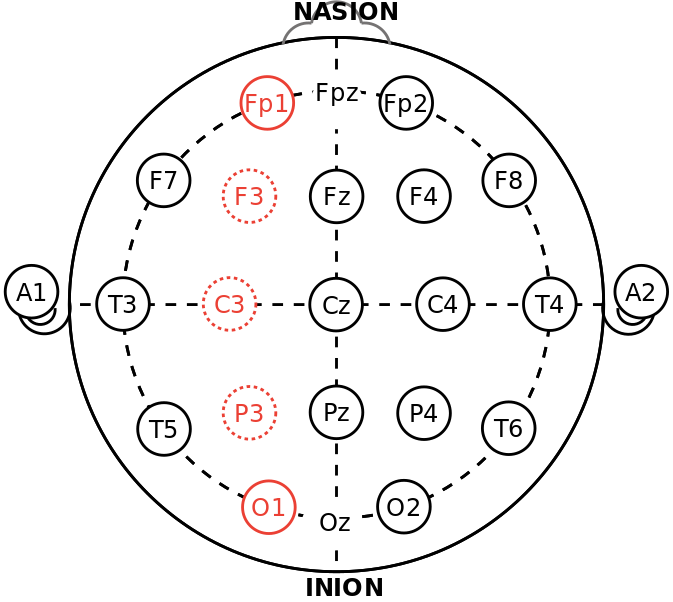 NASION
Fp1 Fpz Fp2
F7 F3 Fz F4 F8
A1 T3 C3 Cz C4 T4 A2
T5 P3 Pz P4 T6
O1 Oz O2
INION